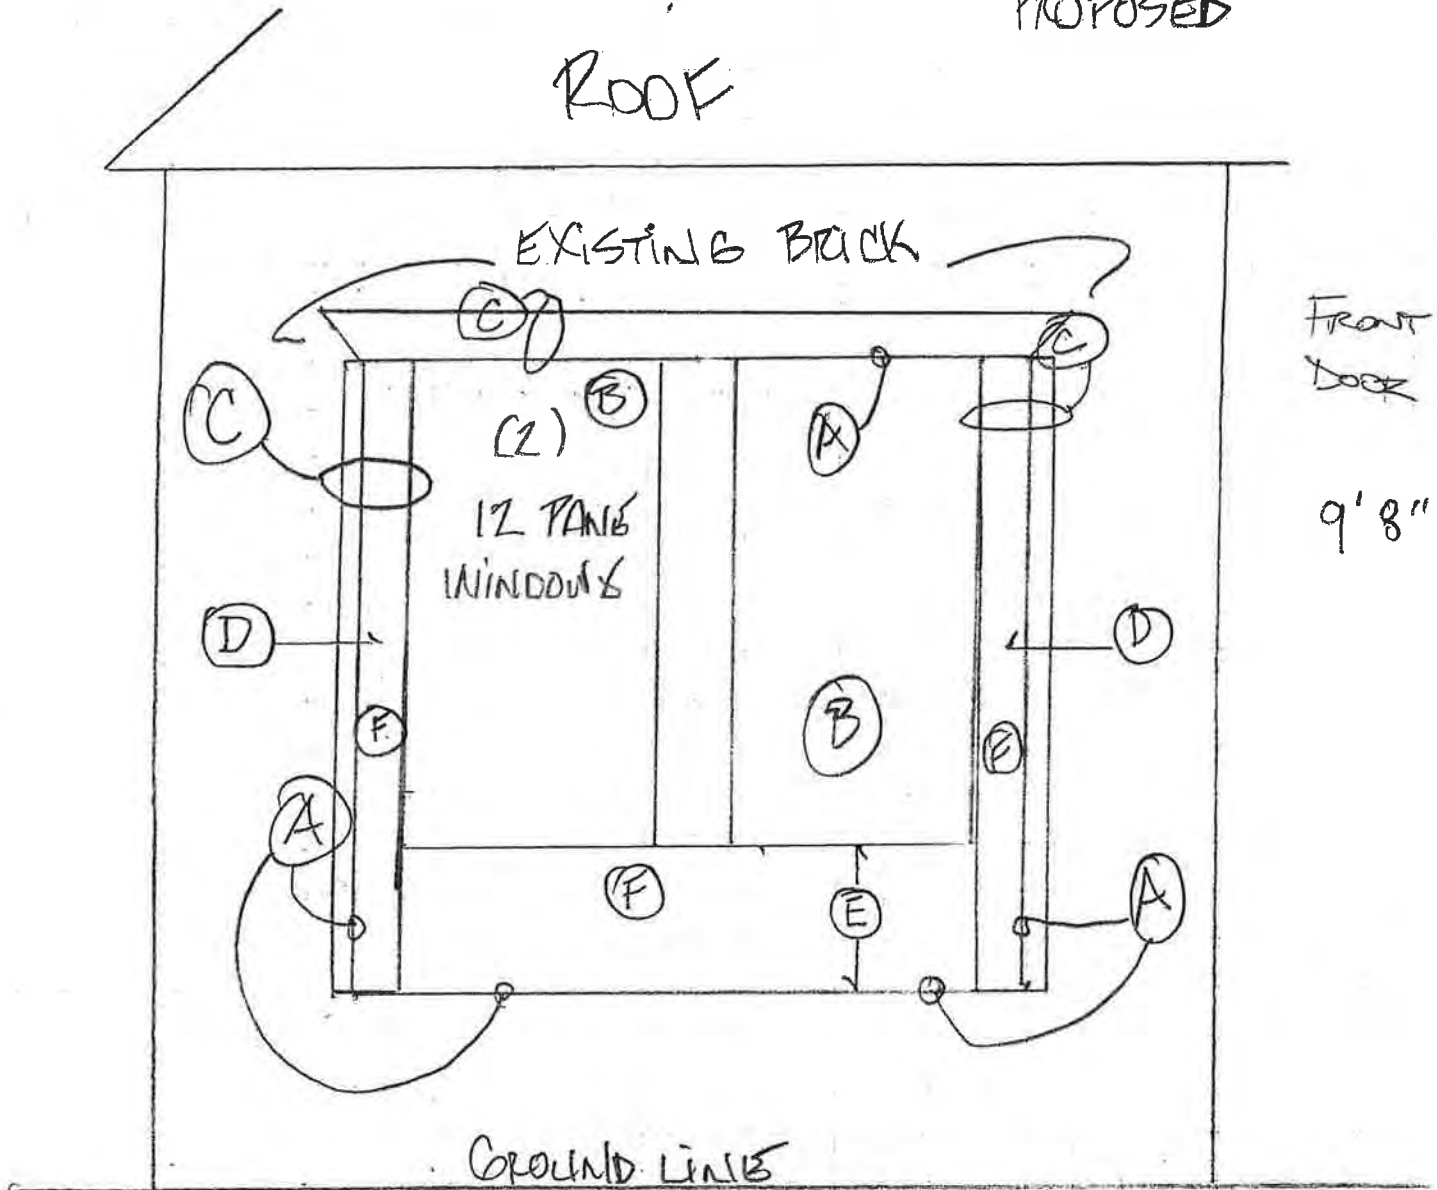 PROPOSED
ROOF
EXISTING BRICK
C
C
FRONT
DOOR
C
B
(2)
A
12 PANE
WINDOWS
9'8"
D
D
B
F
F
A
F
E
A
GROUND LINE